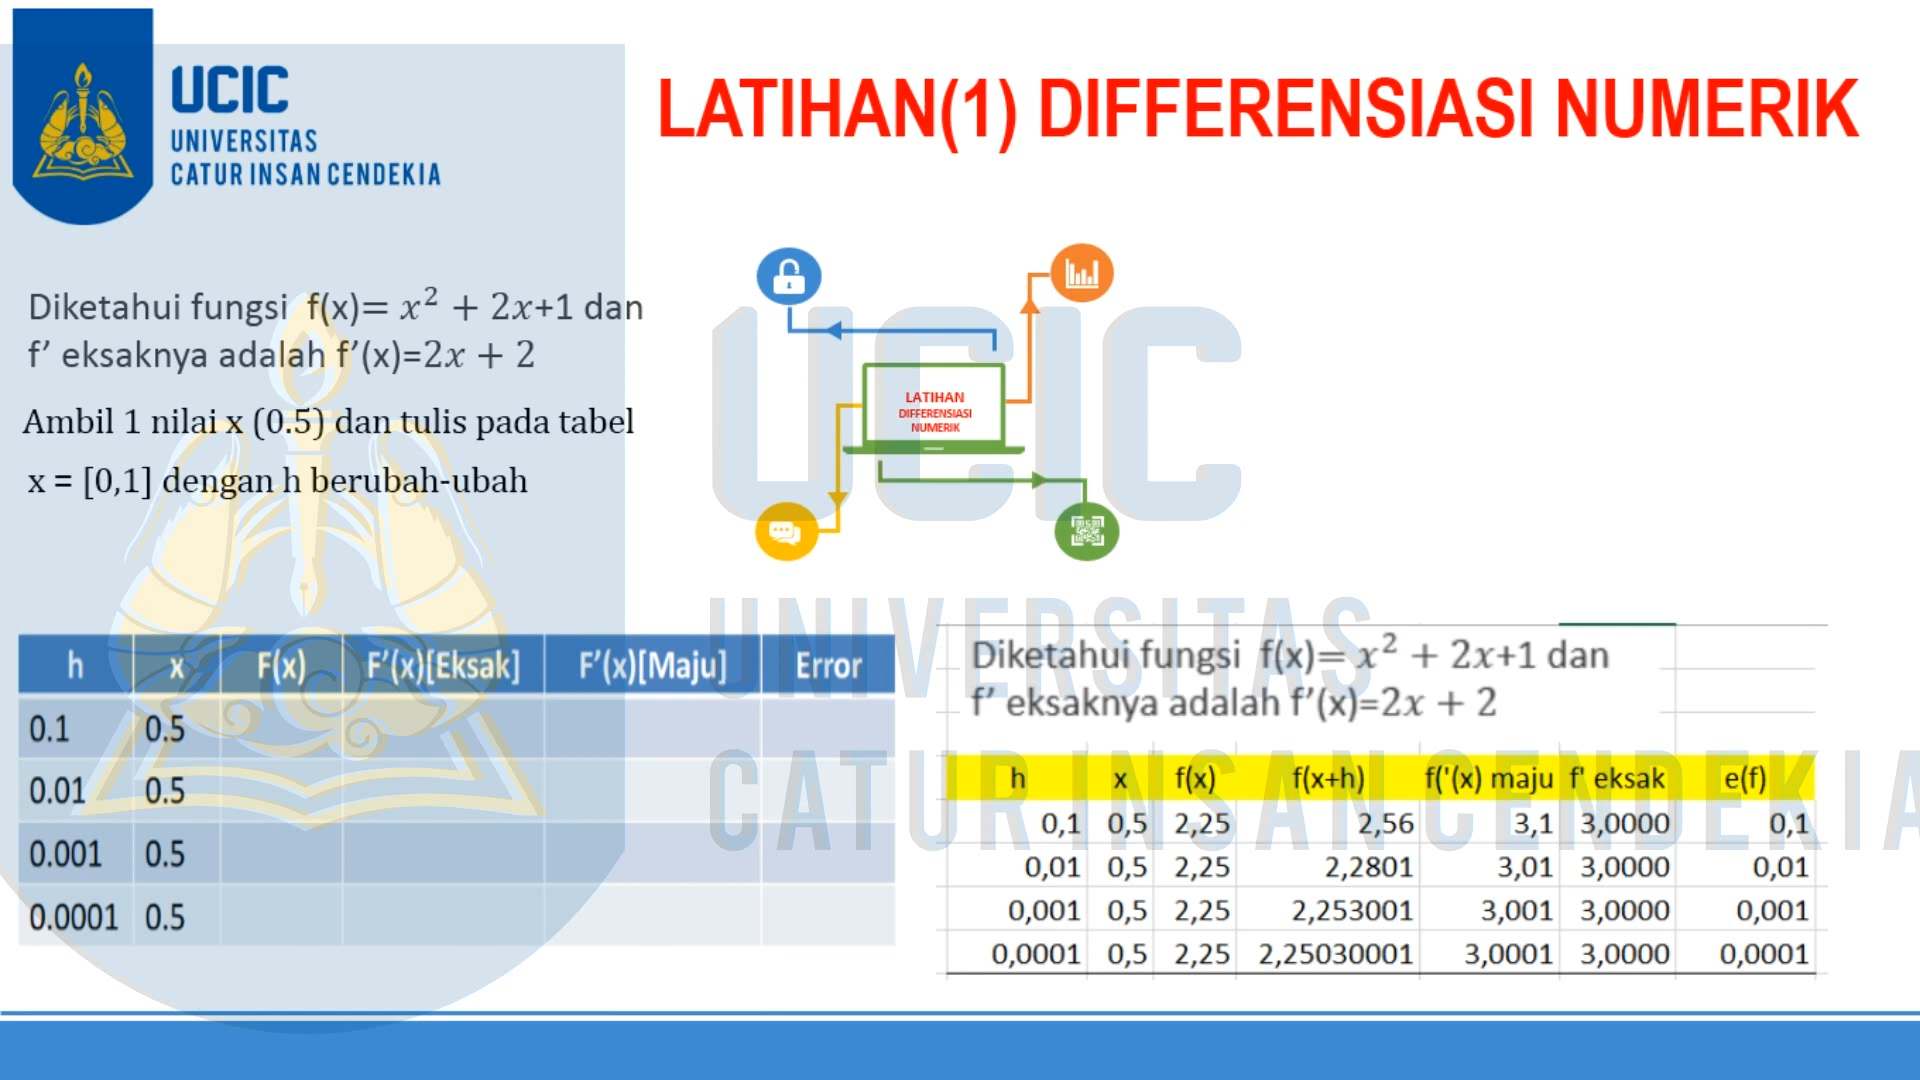 UCIC
UNIVERSITAS
CATUR INSAN CENDEKIA
LATIHAN(1) DIFFERENSIASI NUMERIK
Diketahui fungsi f(x)= x² + 2x+1 dan
f’ eksaknya adalah f’(x)=2x + 2
Ambil 1 nilai x (0.5) dan tulis pada tabel
x = [0,1] dengan h berubah-ubah
LATIHAN
DIFFERENSIASI
NUMERIK
UCIC
UNIVERSITAS
CATUR INSAN CENDEKIA
h x F(x) F’(x)[Eksak] F’(x)[Maju] Error
0.1 0.5
0.01 0.5
0.001 0.5
0.0001 0.5
Diketahui fungsi f(x)= x² + 2x+1 dan
f’ eksaknya adalah f’(x)=2x + 2
h x f(x) f(x+h) f('(x) maju f' eksak e(f)
0,1 0,5 2,25 2,56 3,1 3,0000 0,1
0,01 0,5 2,25 2,2801 3,01 3,0000 0,01
0,001 0,5 2,25 2,253001 3,001 3,0000 0,001
0,0001 0,5 2,25 2,25030001 3,0001 3,0000 0,0001